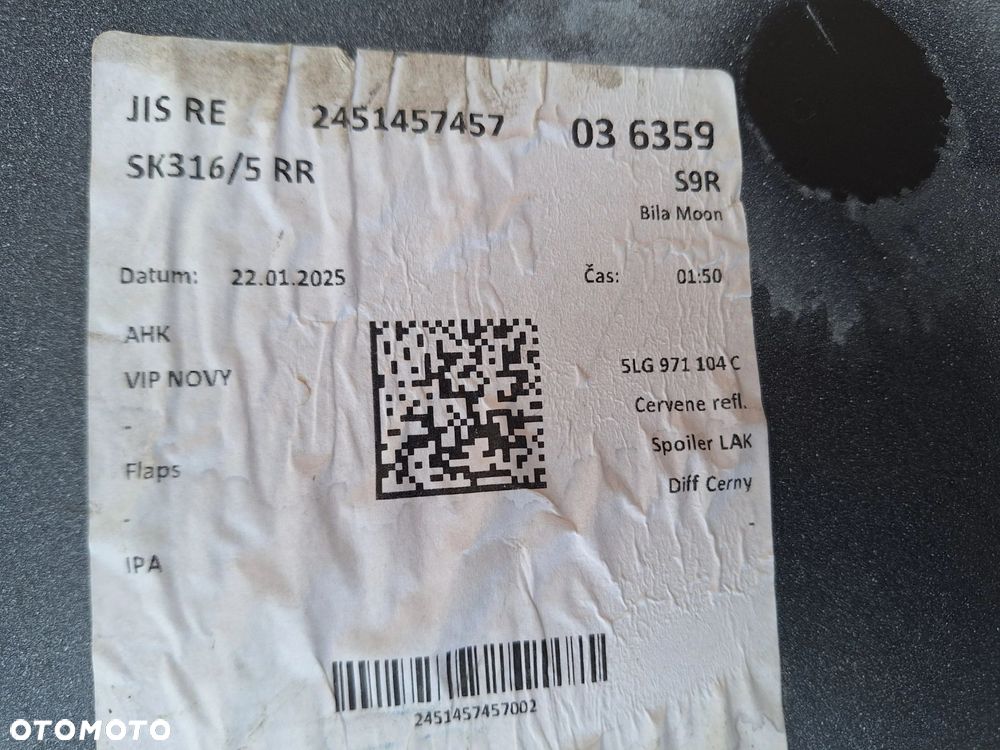 JIS RE 2451457457 03 6359
SK316/5 RR S9R
Bila Moon
Datum: 22.01.2025 Čas: 01:50
AHK
5LG 971 104 C
VIP NOVY
Cervene refl.
-
Spoiler LAK
Flaps
Diff Cerny
-
-
IPA
2451457457002
OTOMOTO